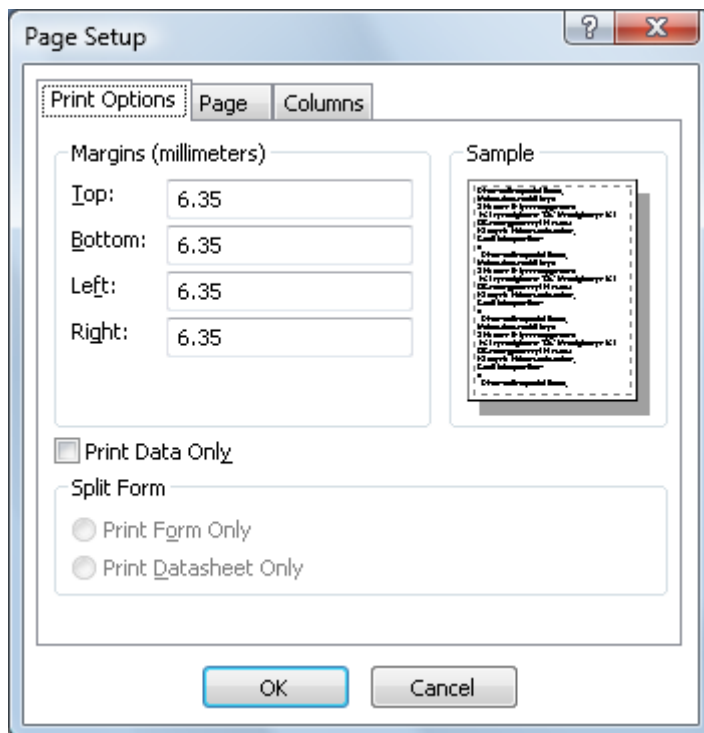 Page Setup
Print Options Page Columns
Margins (millimeters)
Sample
Top: 6.35
Bottom: 6.35
Left: 6.35
Right: 6.35
Print Data Only
Split Form
Print Form Only
Print Datasheet Only
OK Cancel